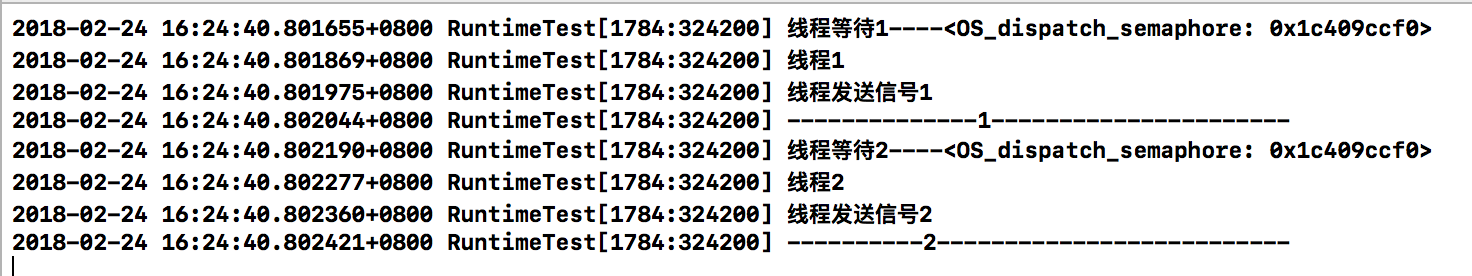 2018-02-24 16:24:40.801655+0800 RuntimeTest[1784:324200] 线程等待1----<OS_dispatch_semaphore: 0x1c409ccf0>
2018-02-24 16:24:40.801869+0800 RuntimeTest[1784:324200] 线程1
2018-02-24 16:24:40.801975+0800 RuntimeTest[1784:324200] 线程发送信号1
2018-02-24 16:24:40.802044+0800 RuntimeTest[1784:324200] --------------1----------------------
2018-02-24 16:24:40.802190+0800 RuntimeTest[1784:324200] 线程等待2----<OS_dispatch_semaphore: 0x1c409ccf0>
2018-02-24 16:24:40.802277+0800 RuntimeTest[1784:324200] 线程2
2018-02-24 16:24:40.802360+0800 RuntimeTest[1784:324200] 线程发送信号2
2018-02-24 16:24:40.802421+0800 RuntimeTest[1784:324200] ----------2--------------------------